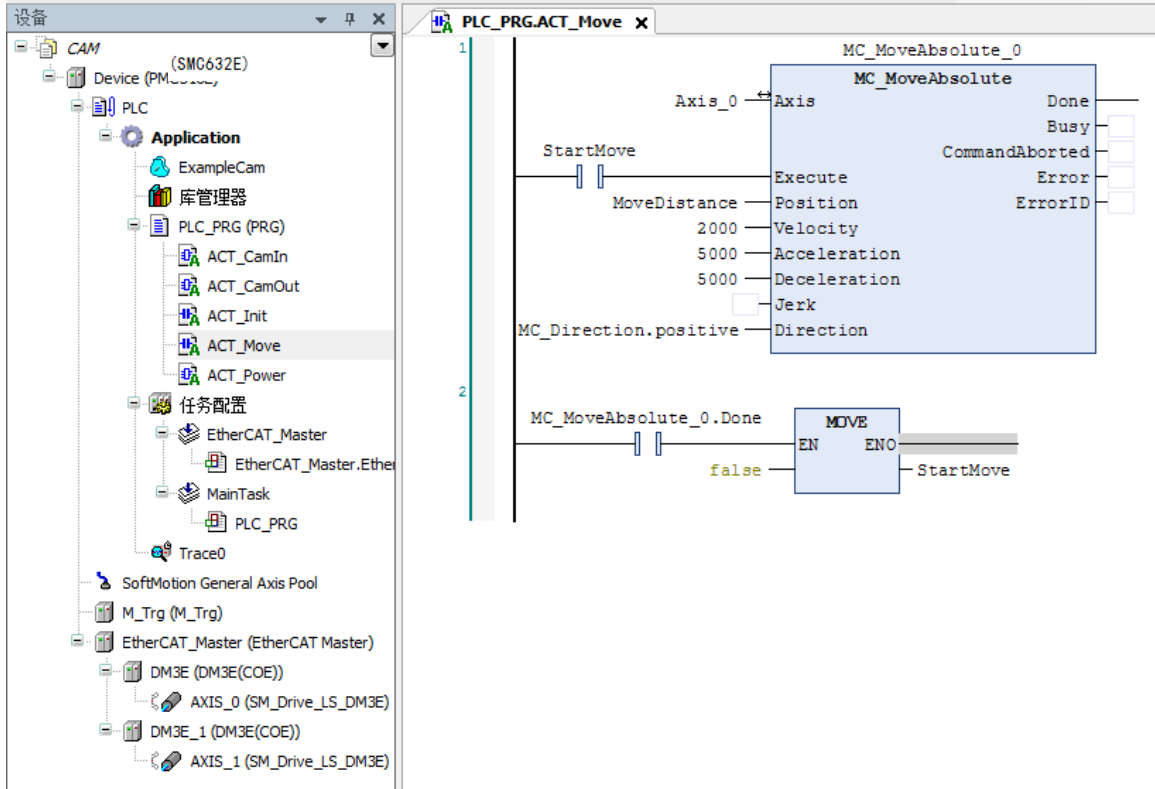 设备
CAM
(SMC632E)
Device
PLC
Application
ExampleCam
库管理器
PLC_PRG (PRG)
ACT_CamIn
ACT_CamOut
ACT_Init
ACT_Move
ACT_Power
任务配置
EtherCAT_Master
EtherCAT_Master.Ether
MainTask
PLC_PRG
Trace0
SoftMotion General Axis Pool
M_Trg (M_Trg)
EtherCAT_Master (EtherCAT Master)
DM3E (DM3E(COE))
AXIS_0 (SM_Drive_LS_DM3E)
DM3E_1 (DM3E(COE))
AXIS_1 (SM_Drive_LS_DM3E)
PLC_PRG.ACT_Move
1
MC_MoveAbsolute_0
MC_MoveAbsolute
Axis_0 Axis Done
Busy
StartMove CommandAborted
Execute Error
MoveDistance Position ErrorID
2000 Velocity
5000 Acceleration
5000 Deceleration
Jerk
MC_Direction.positive Direction
2
MC_MoveAbsolute_0.Done MOVE
EN ENO
false StartMove